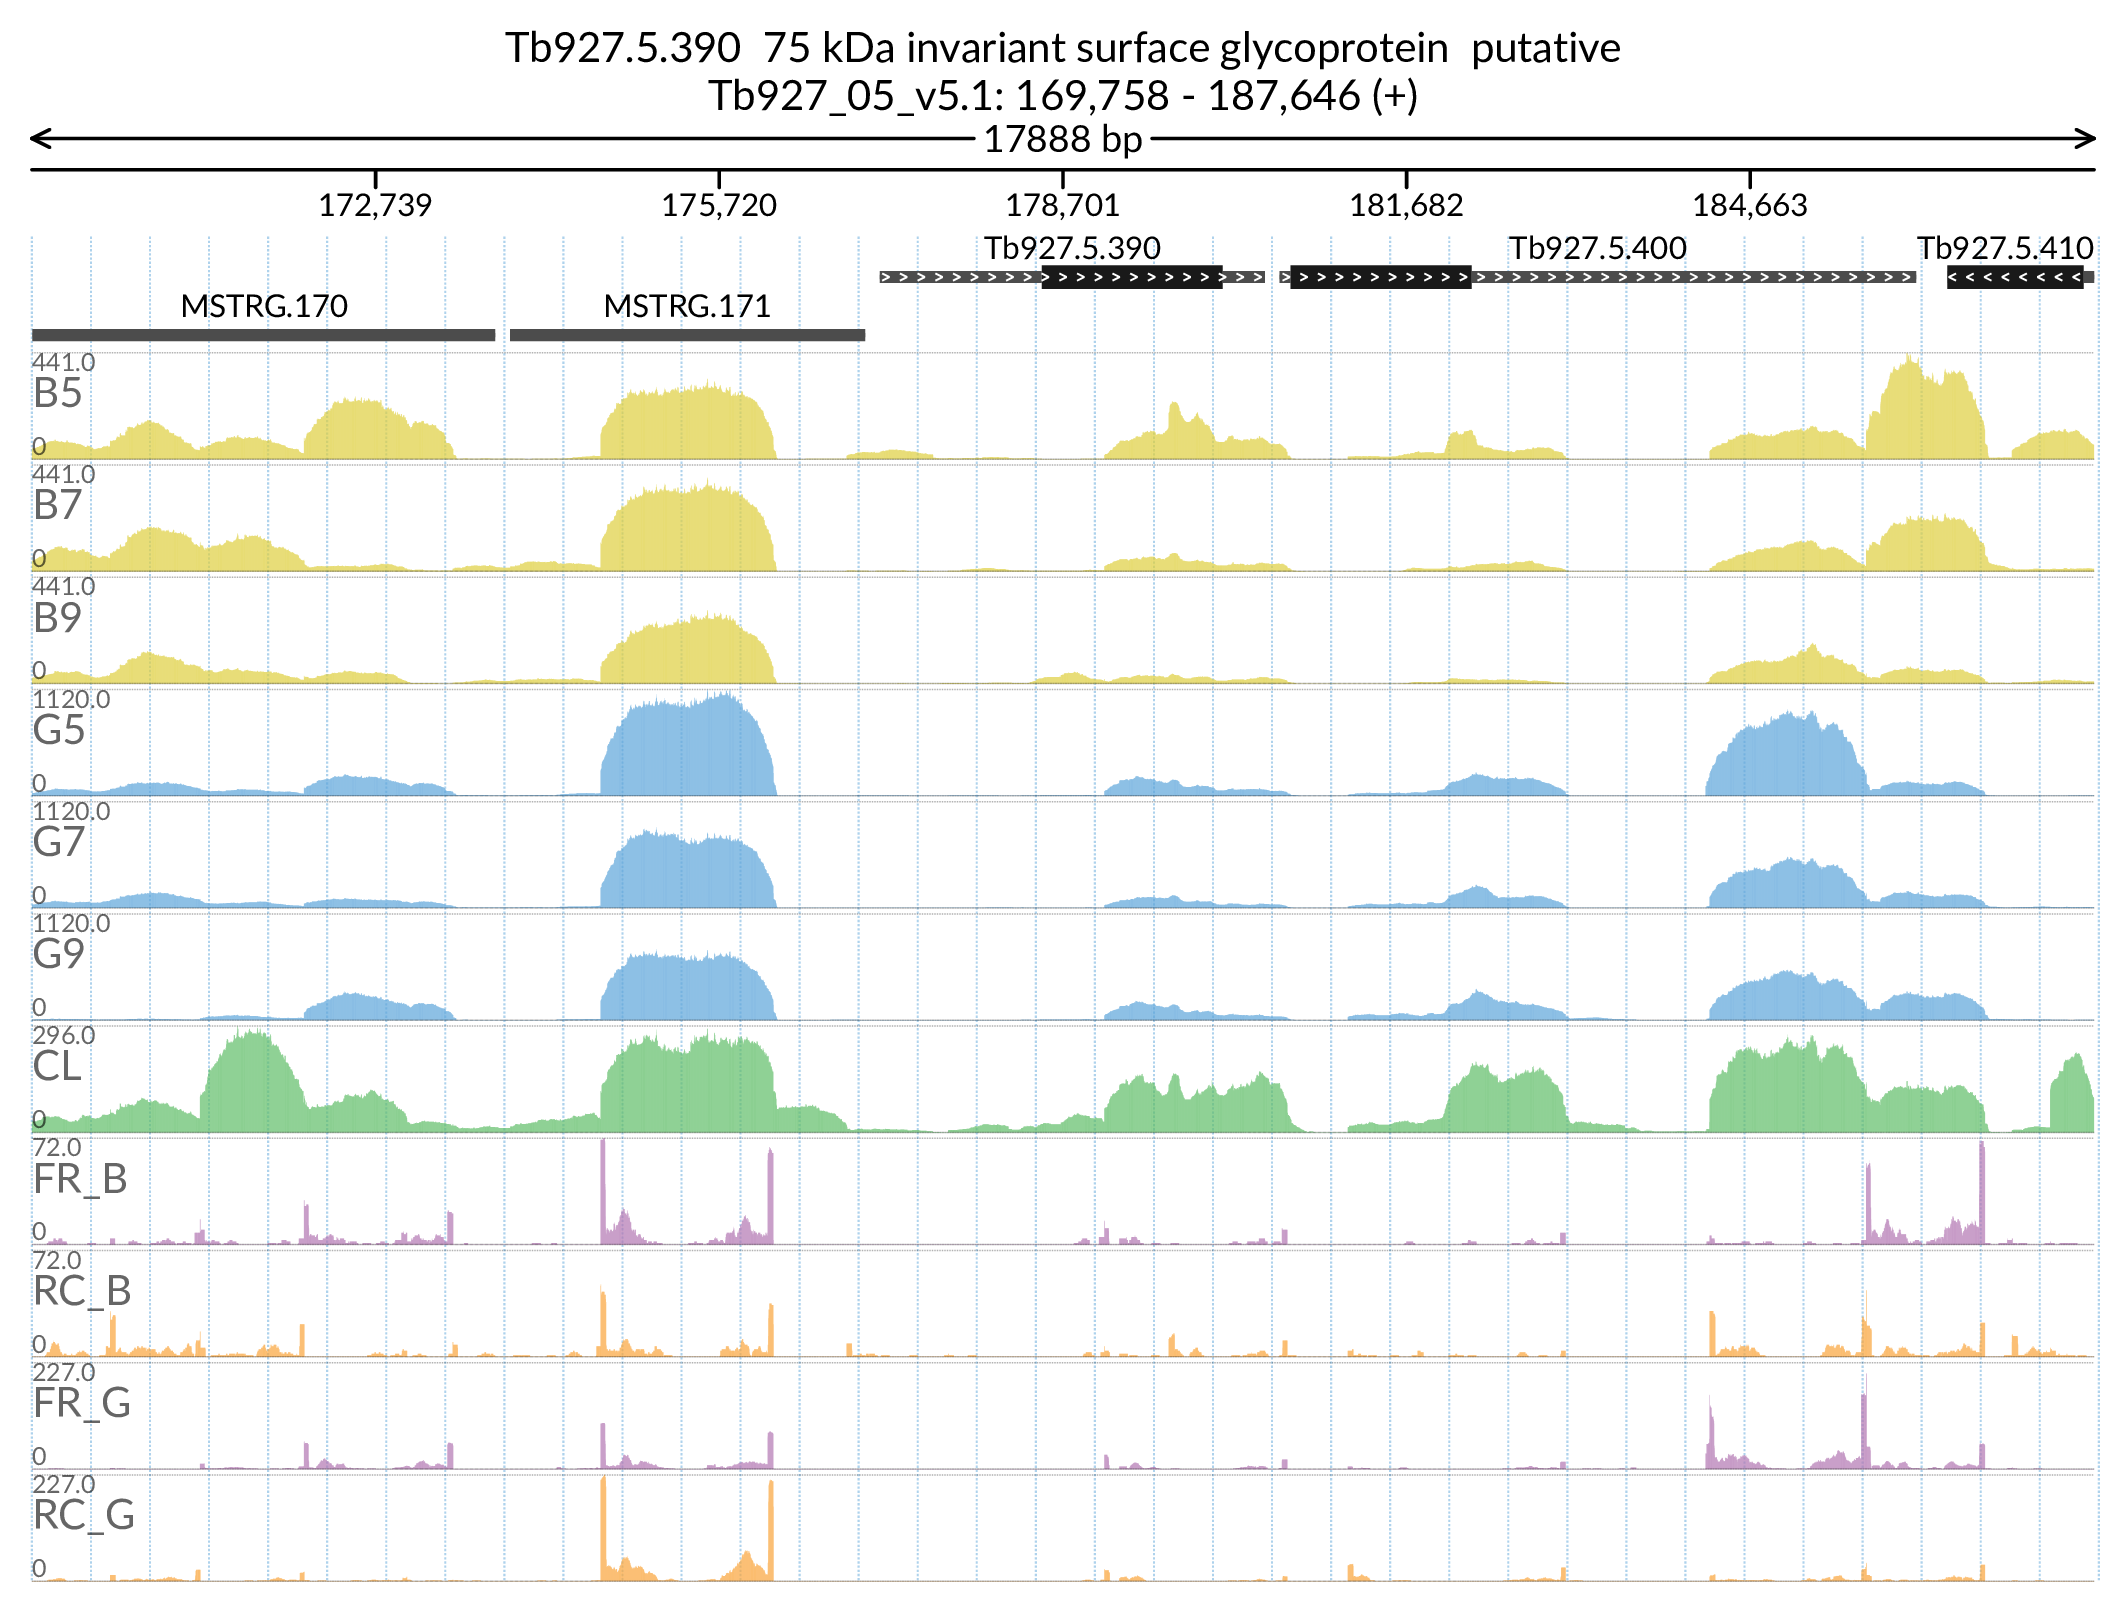 Tb927.5.390  75 kDa invariant surface glycoprotein  putative
Tb927_05_v5.1: 169,758 - 187,646 (+)
17888 bp
172,739 175,720 178,701 181,682 184,663
Tb927.5.390 Tb927.5.400 Tb927.5.410
MSTRG.170 MSTRG.171
441.0
B5
0
441.0
B7
0
441.0
B9
0
1120.0
G5
0
1120.0
G7
0
1120.0
G9
0
296.0
CL
0
72.0
FR_B
0
72.0
RC_B
0
227.0
FR_G
0
227.0
RC_G
0